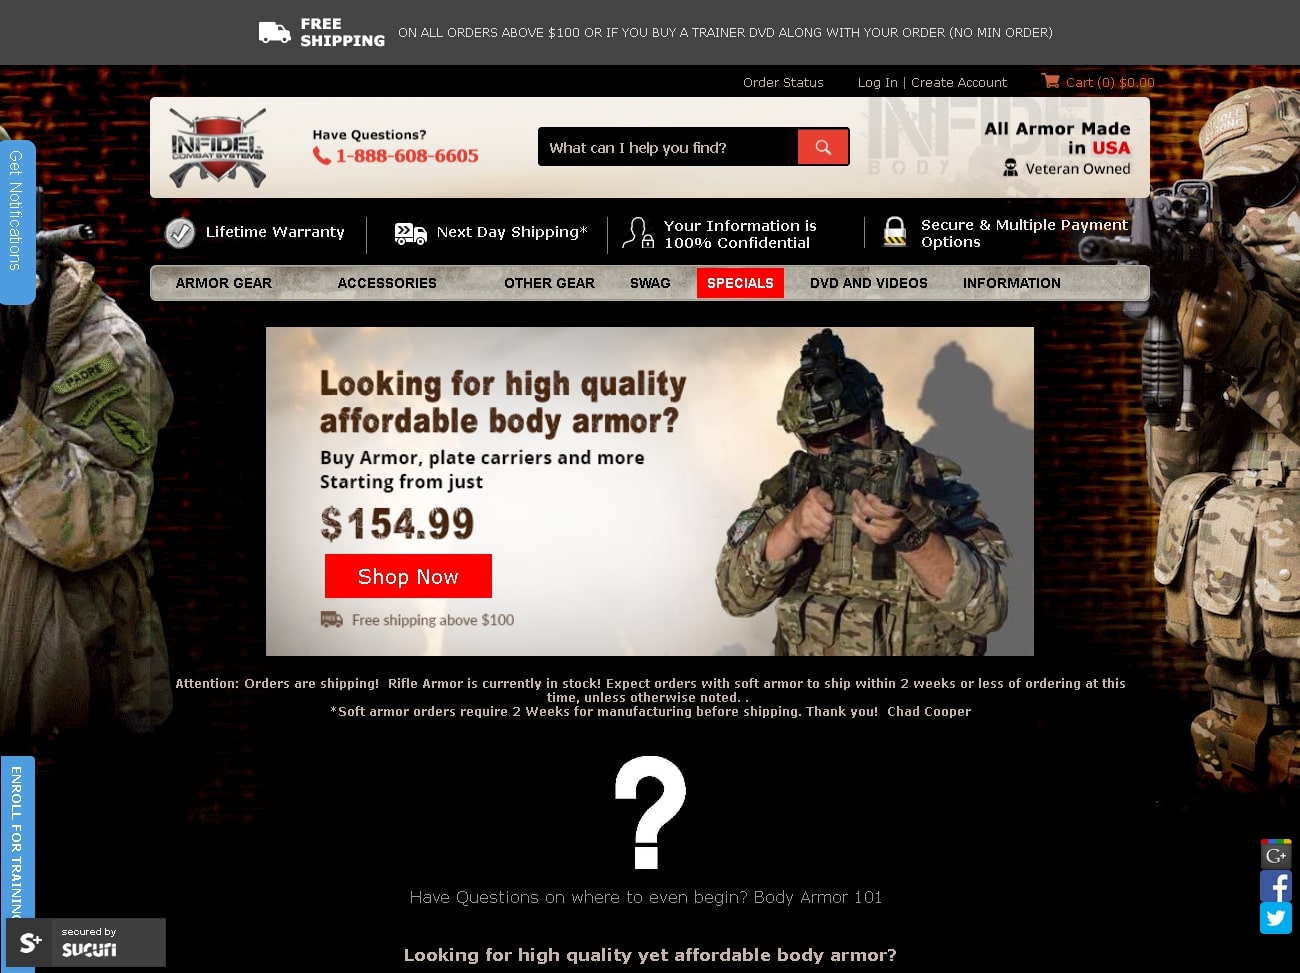 FREE
SHIPPING
ON ALL ORDERS ABOVE $100 OR IF YOU BUY A TRAINER DVD ALONG WITH YOUR ORDER (NO MIN ORDER)
Order Status
Log In | Create Account
Cart (0) $0.00
INFIDEL
COMBAT SYSTEMS
Have Questions?
1-888-608-6605
What can I help you find?
INFIDEL
BODY
All Armor Made
in USA
Veteran Owned
Get Notifications
Lifetime Warranty
Next Day Shipping*
Your Information is
100% Confidential
Secure & Multiple Payment
Options
ARMOR GEAR
ACCESSORIES
OTHER GEAR
SWAG
SPECIALS
DVD AND VIDEOS
INFORMATION
PADRE
Looking for high quality
affordable body armor?
Buy Armor, plate carriers and more
Starting from just
$154.99
Shop Now
FREE
Free shipping above $100
Attention: Orders are shipping!  Rifle Armor is currently in stock! Expect orders with soft armor to ship within 2 weeks or less of ordering at this
time, unless otherwise noted. .
*Soft armor orders require 2 Weeks for manufacturing before shipping. Thank you!  Chad Cooper
?
Have Questions on where to even begin? Body Armor 101
Looking for high quality yet affordable body armor?
ENROLL FOR TRAINING
G+
f
S+
secured by
sucuri